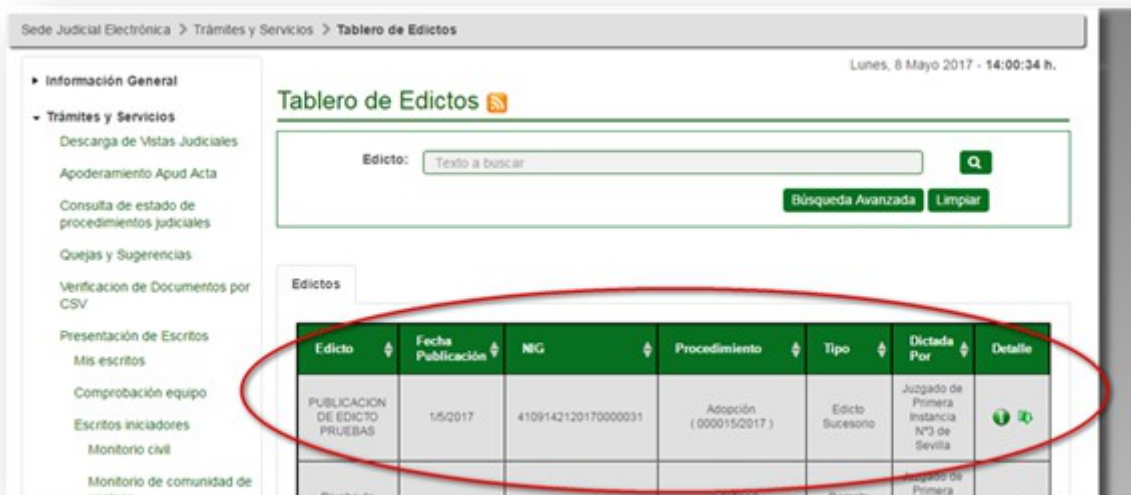 Sede Judicial Electrónica > Trámites y Servicios > Tablero de Edictos
Lunes, 8 Mayo 2017 - 14:00:34 h.
Información General
Trámites y Servicios
Descarga de Vistas Judiciales
Apoderamiento Apud Acta
Consulta de estado de
procedimientos judiciales
Quejas y Sugerencias
Verificacion de Documentos por
CSV
Presentación de Escritos
Mis escritos
Comprobación equipo
Escritos iniciadores
Monitorio civil
Monitorio de comunidad de
Tablero de Edictos
Edicto:
Texto a buscar
Búsqueda Avanzada
Limpiar
Edictos
Edicto
Fecha
Publicación
NIG
Procedimiento
Tipo
Dictada
Por
Detalle
PUBLICACION
DE EDICTO
PRUEBAS
1/5/2017
4109142120170000031
Adopción
( 000015/2017 )
Edicto
Sucesorio
Juzgado de
Primera
Instancia
Nº3 de
Sevilla
Juzgado de
Primera